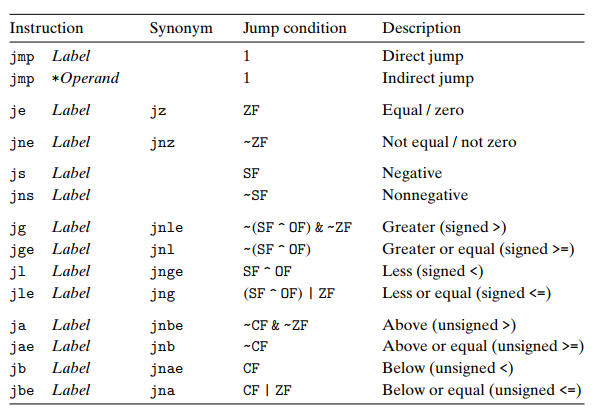 Instruction Synonym Jump condition Description
jmp Label 1 Direct jump
jmp *Operand 1 Indirect jump
je Label jz ZF Equal / zero
jne Label jnz ~ZF Not equal / not zero
js Label SF Negative
jns Label ~SF Nonnegative
jg Label jnle ~(SF ^ OF) & ~ZF Greater (signed >)
jge Label jnl ~(SF ^ OF) Greater or equal (signed >=)
jl Label jnge SF ^ OF Less (signed <)
jle Label jng (SF ^ OF) | ZF Less or equal (signed <=)
ja Label jnbe ~CF & ~ZF Above (unsigned >)
jae Label jnb ~CF Above or equal (unsigned >=)
jb Label jnae CF Below (unsigned <)
jbe Label jna CF | ZF Below or equal (unsigned <=)